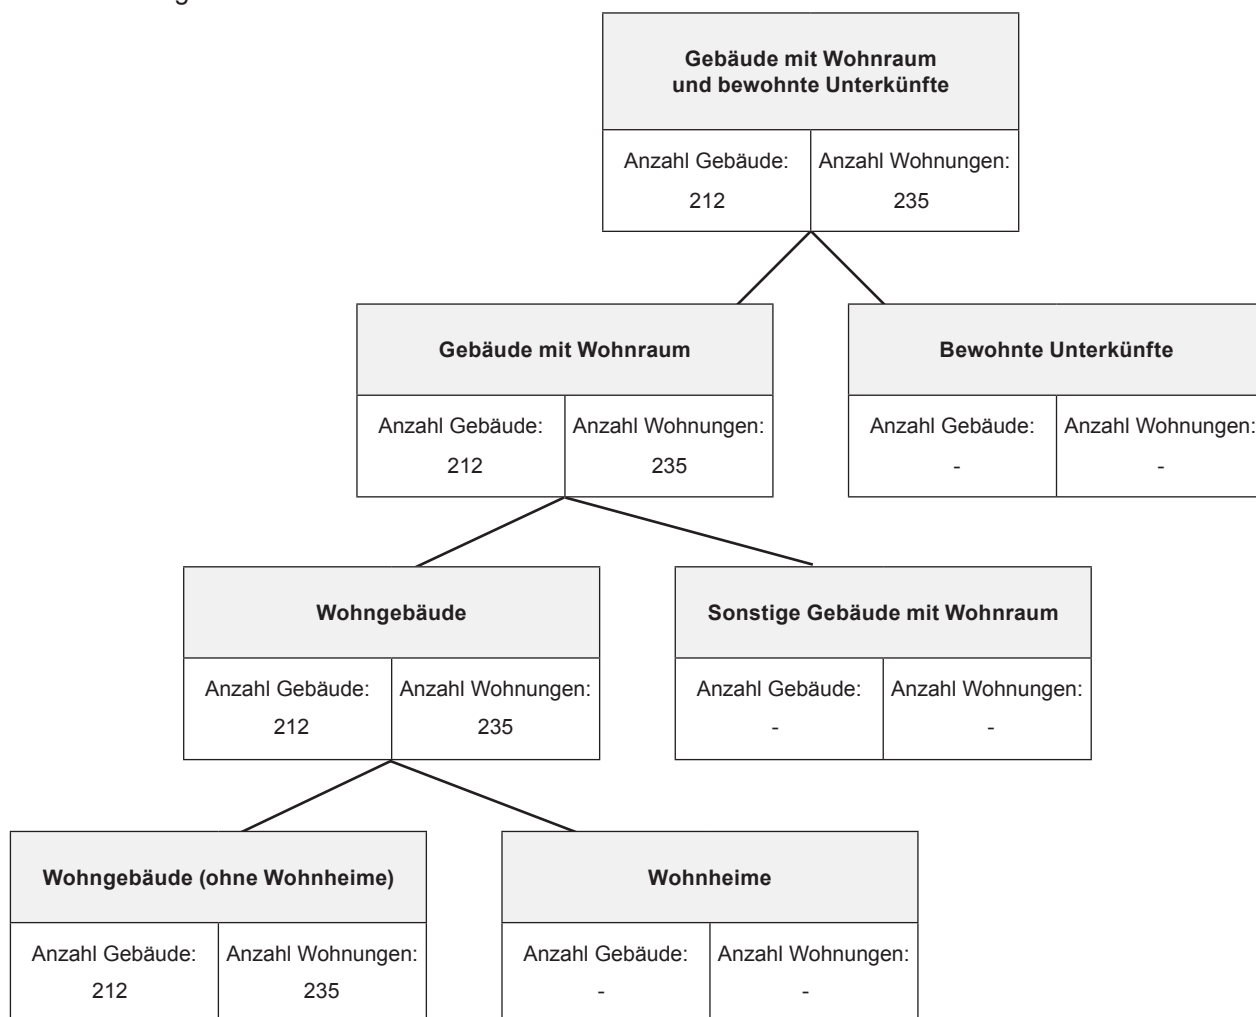 Gebäude mit Wohnraum
und bewohnte Unterkünfte
Anzahl Gebäude: Anzahl Wohnungen:
212 235
Gebäude mit Wohnraum
Anzahl Gebäude: Anzahl Wohnungen:
212 235
Bewohnte Unterkünfte
Anzahl Gebäude: Anzahl Wohnungen:
- -
Wohngebäude
Anzahl Gebäude: Anzahl Wohnungen:
212 235
Sonstige Gebäude mit Wohnraum
Anzahl Gebäude: Anzahl Wohnungen:
- -
Wohngebäude (ohne Wohnheime)
Anzahl Gebäude: Anzahl Wohnungen:
212 235
Wohnheime
Anzahl Gebäude: Anzahl Wohnungen:
- -